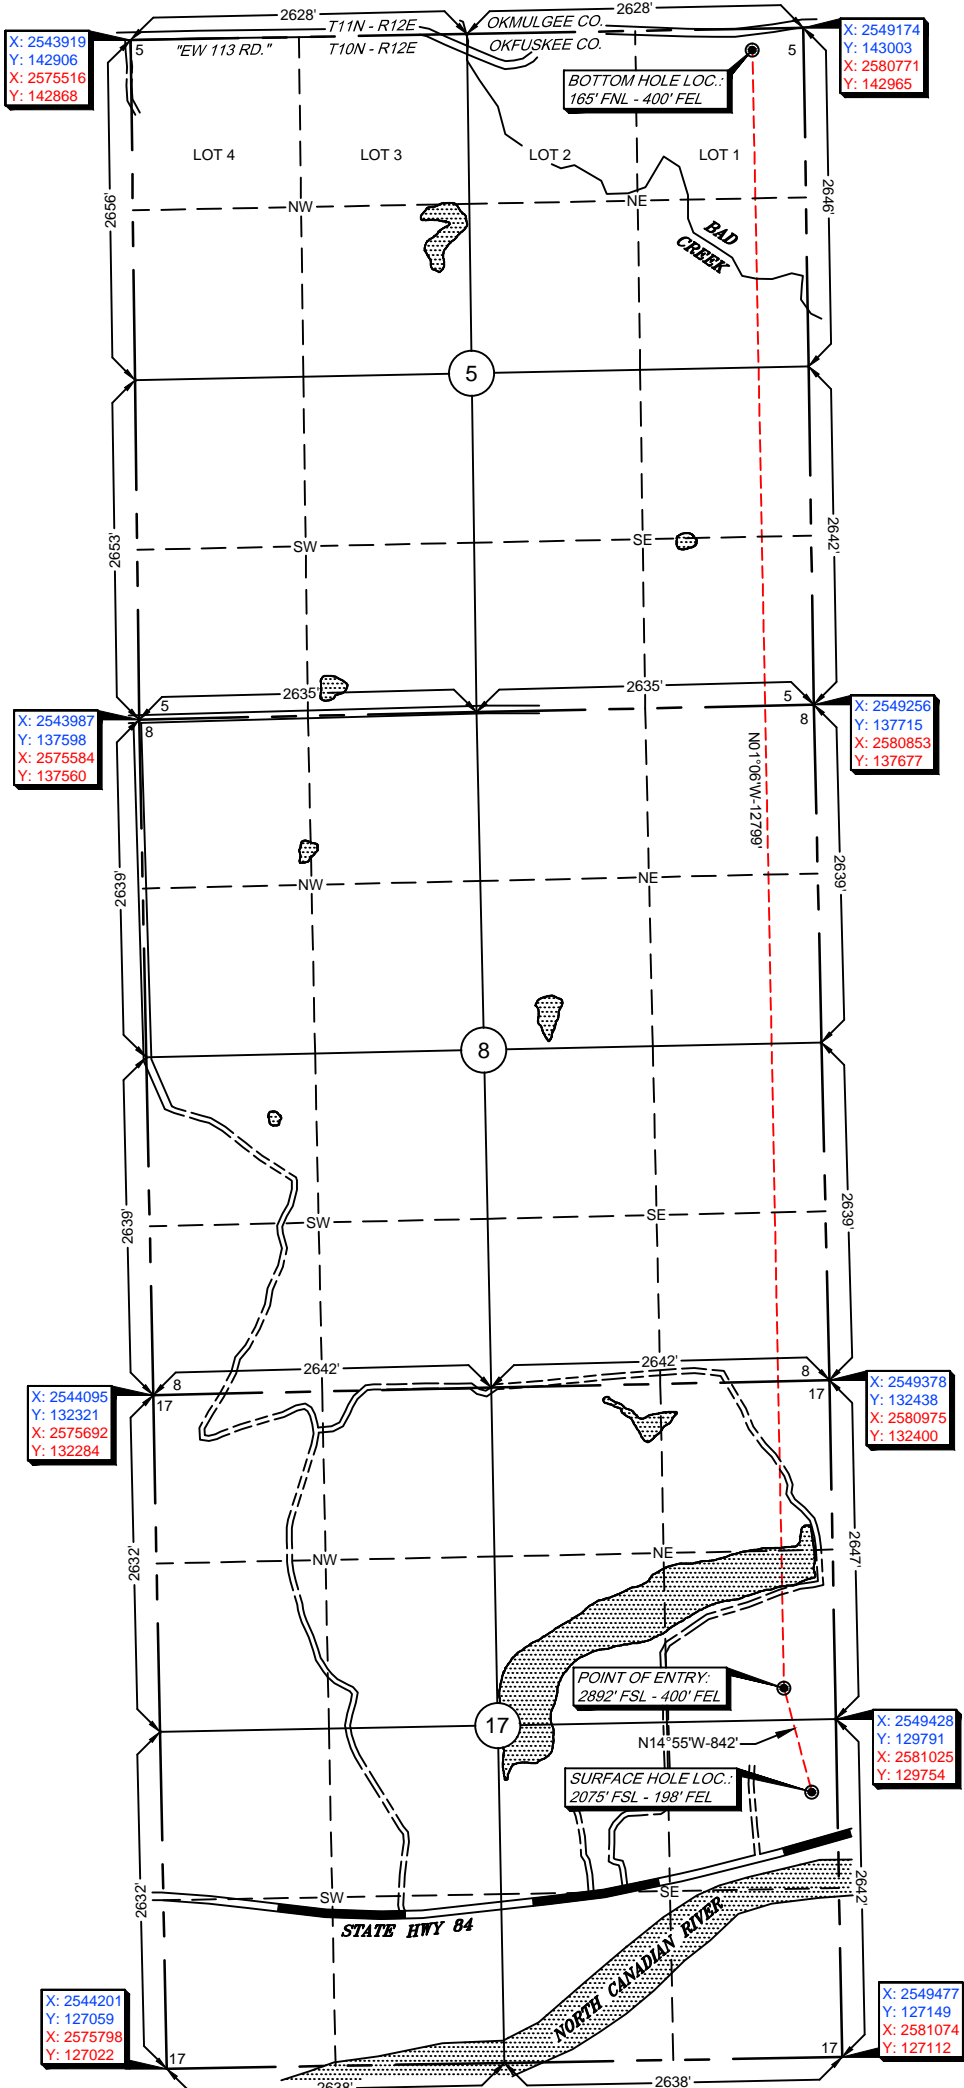 2628'
2628'
T11N - R12E
OKMULGEE CO.
"EW 113 RD."
T10N - R12E
OKFUSKEE CO.
X: 2543919
Y: 142906
X: 2575516
Y: 142868
X: 2549174
Y: 143003
X: 2580771
Y: 142965
5
5
BOTTOM HOLE LOC.:
165' FNL - 400' FEL
LOT 4
LOT 3
LOT 2
LOT 1
2656'
2646'
NW
NE
BAD
CREEK
5
2653'
2642'
SW
SE
2635'
2635'
5
8
5
8
X: 2543987
Y: 137598
X: 2575584
Y: 137560
X: 2549256
Y: 137715
X: 2580853
Y: 137677
N01°06'W-12799'
2639'
2639'
NW
NE
8
2639'
2639'
SW
SE
2642'
2642'
8
17
8
17
X: 2544095
Y: 132321
X: 2575692
Y: 132284
X: 2549378
Y: 132438
X: 2580975
Y: 132400
2632'
2647'
NW
NE
POINT OF ENTRY:
2892' FSL - 400' FEL
17
N14°55'W-842'
X: 2549428
Y: 129791
X: 2581025
Y: 129754
SURFACE HOLE LOC.:
2075' FSL - 198' FEL
2632'
2642'
SW
SE
STATE HWY 84
NORTH CANADIAN RIVER
X: 2544201
Y: 127059
X: 2575798
Y: 127022
X: 2549477
Y: 127149
X: 2581074
Y: 127112
17
17
2638'
2638'